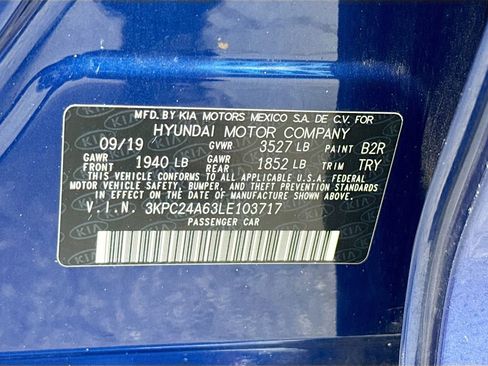 MFD.BY KIA MOTORS MEXICO S.A. DE C.V. FOR
HYUNDAI MOTOR COMPANY
09/19 GVWR 3527 LB PAINT B2R
GAWR FRONT 1940 LB GAWR REAR 1852 LB TRIM TRY
THIS VEHICLE CONFORMS TO ALL APPLICABLE U.S.A. FEDERAL
MOTOR VEHICLE SAFETY, BUMPER, AND THEFT PREVENTION STANDARDS
IN EFFECT ON THE DATE OF MANUFACTURE SHOWN ABOVE.
V.I.N. 3KPC24A63LE103717
PASSENGER CAR